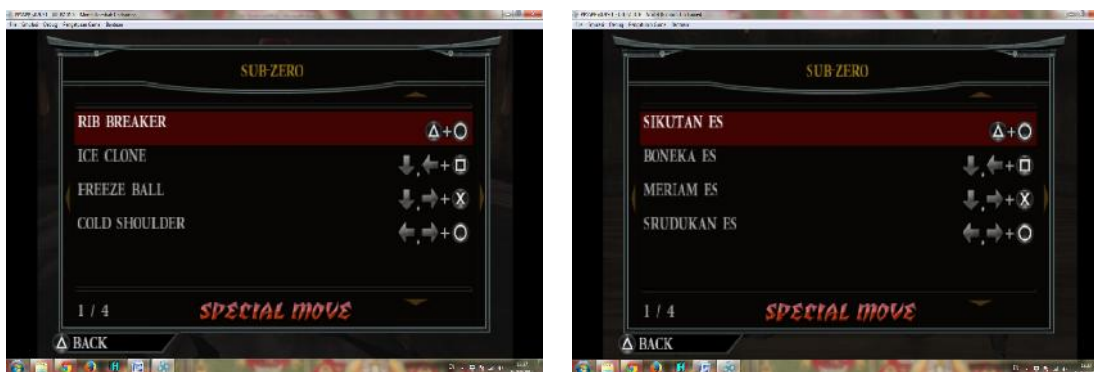 SUB-ZERO
RIB BREAKER
ICE CLONE
FREEZE BALL
COLD SHOULDER
1 / 4
SPECIAL MOVE
BACK
SUB-ZERO
SIKUTAN ES
BONEKA ES
MERIAM ES
SRUDUKAN ES
1 / 4
SPECIAL MOVE
BACK